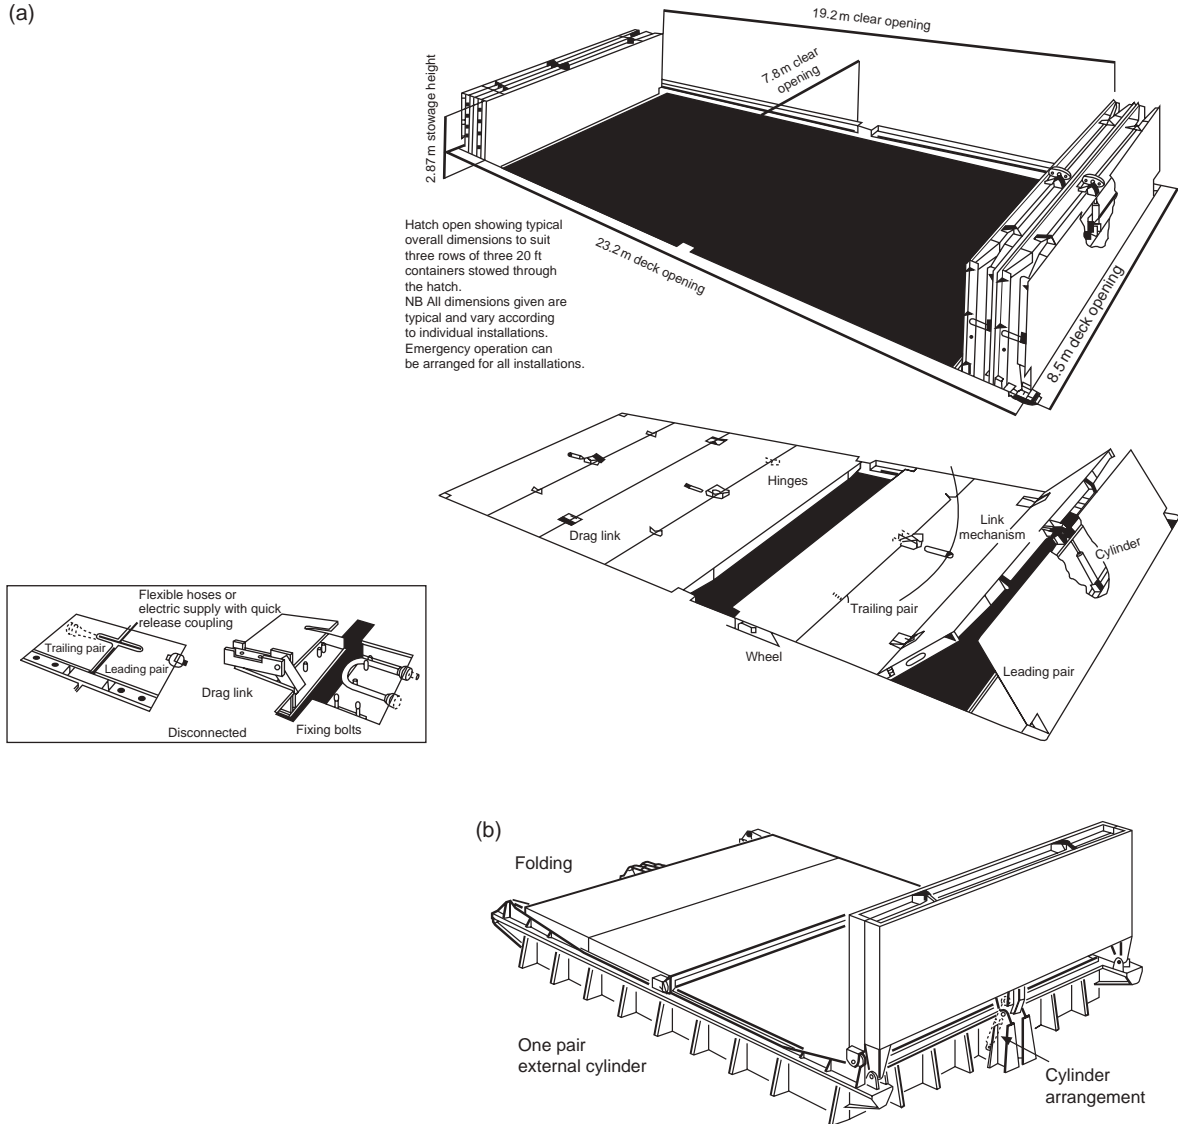 (a)
19.2 m clear opening
7.8 m clear
opening
2.87 m stowage height
Hatch open showing typical
overall dimensions to suit
three rows of three 20 ft
containers stowed through
the hatch.
NB All dimensions given are
typical and vary according
to individual installations.
Emergency operation can
be arranged for all installations.
23.2 m deck opening
8.5 m deck opening
Hinges
Drag link
Link
mechanism
Cylinder
Trailing pair
Wheel
Leading pair
Flexible hoses or
electric supply with quick
release coupling
Trailing pair
Leading pair
Drag link
Disconnected
Fixing bolts
(b)
Folding
One pair
external cylinder
Cylinder
arrangement